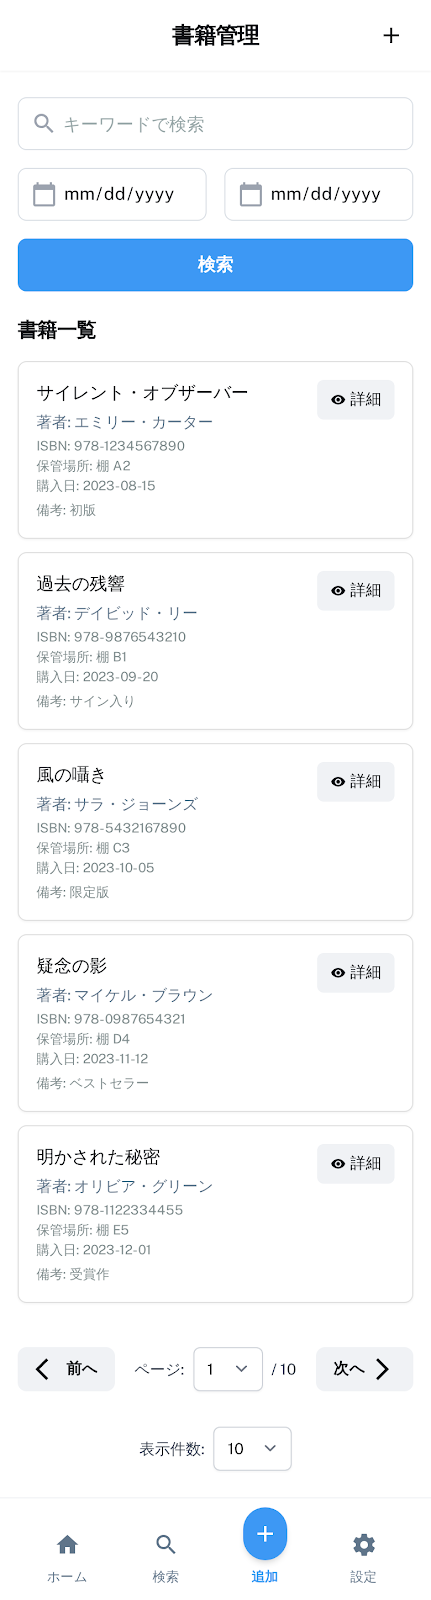 書籍管理
+
キーワードで検索
mm/dd/yyyy mm/dd/yyyy
検索
書籍一覧
サイレント・オブザーバー
詳細
著者: エミリー・カーター
ISBN: 978-1234567890
保管場所: 棚 A2
購入日: 2023-08-15
備考: 初版
過去の残響
詳細
著者: デイビッド・リー
ISBN: 978-9876543210
保管場所: 棚 B1
購入日: 2023-09-20
備考: サイン入り
風の囁き
詳細
著者: サラ・ジョーンズ
ISBN: 978-5432167890
保管場所: 棚 C3
購入日: 2023-10-05
備考: 限定版
疑念の影
詳細
著者: マイケル・ブラウン
ISBN: 978-0987654321
保管場所: 棚 D4
購入日: 2023-11-12
備考: ベストセラー
明かされた秘密
詳細
著者: オリビア・グリーン
ISBN: 978-1122334455
保管場所: 棚 E5
購入日: 2023-12-01
備考: 受賞作
前へ ページ: 1 / 10 次へ
表示件数: 10
ホーム 検索 追加 設定